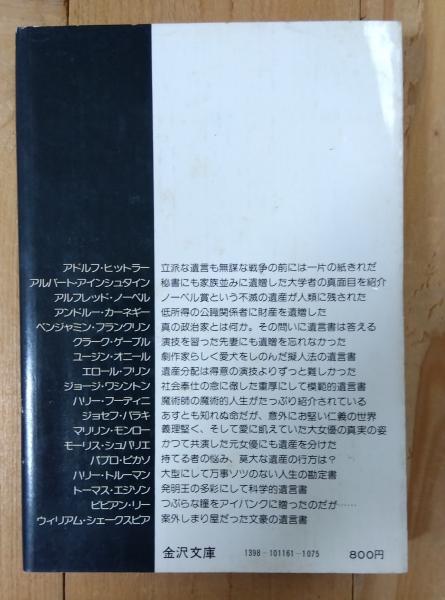 アドルフ・ヒットラー 立派な遺言も無謀な戦争の前には一片の紙きれだ
アルバート・アインシュタイン 秘書にも家族並みに遺贈した大学者の真面目を紹介
アルフレッド・ノーベル ノーベル賞という不滅の遺産が人類に残された
アンドルー・カーネギー 低所得の公職関係者に財産を遺贈した
ベンジャミン・フランクリン 真の政治家とは何か。その問いに遺言書は答える
クラーク・ゲーブル 演技を習った先妻にも遺贈を忘れなかった
ユージン・オニール 劇作家らしく愛犬をしのんだ擬人法の遺言書
エロール・フリン 遺産分配は得意の演技よりずっと難しかった
ジョージ・ワシントン 社会奉仕の念に徹した重厚にして模範的遺言書
ハリー・フーディニ 魔術師の魔術的人生がたっぷり紹介されている
ジョセフ・バラキ あすとも知れぬ命だが、意外にお堅い仁義の世界
マリリン・モンロー 義理堅く、そして愛に飢えていた大女優の真実の姿
モーリス・シュバリエ かつて共演した元女優にも遺産を分けた
パブロ・ピカソ 持てる者の悩み、莫大な遺産の行方は?
ハリー・トルーマン 大型にして万事ソツのない人生の勘定書
トーマス・エジソン 発明王の多彩にして科学的遺言書
ビビアン・リー つぶらな瞳をアイバンクに贈ったのだが……
ウィリアム・シェークスピア 案外しまり屋だった文豪の遺言書
金沢文庫 1398-101161-1075 800円